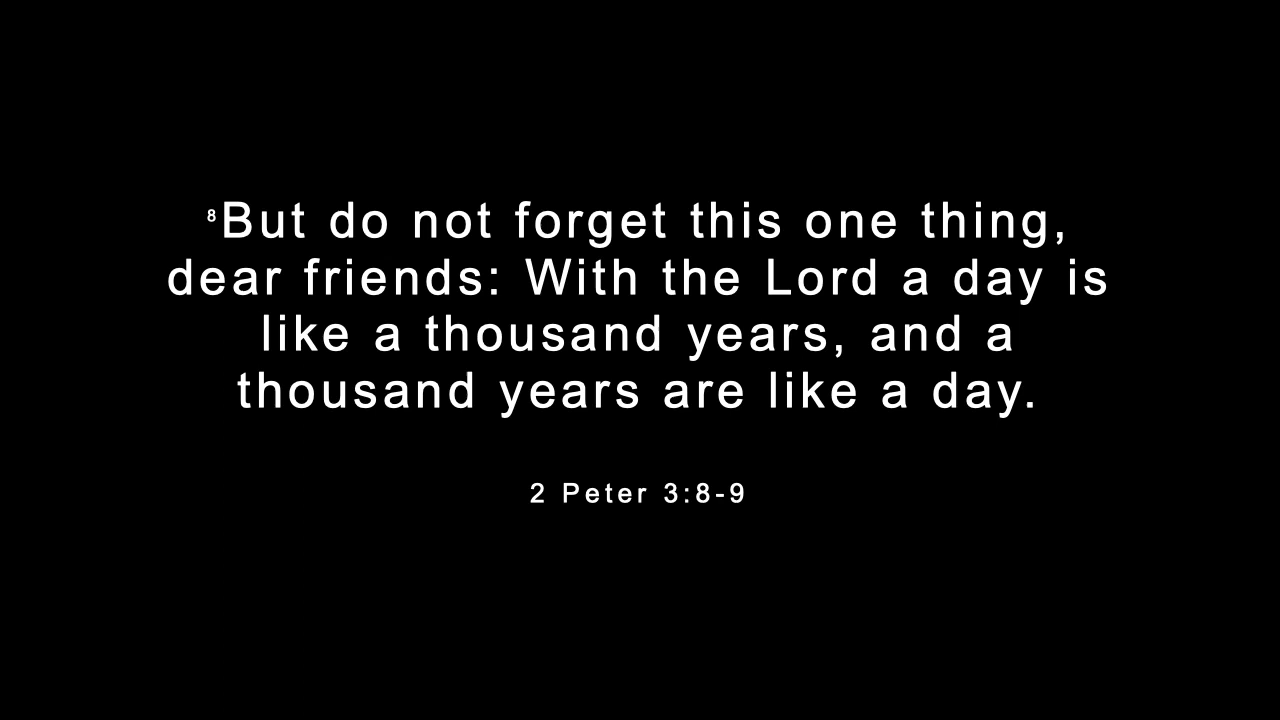 ⁸But do not forget this one thing,
dear friends: With the Lord a day is
like a thousand years, and a
thousand years are like a day.
2 Peter 3:8-9